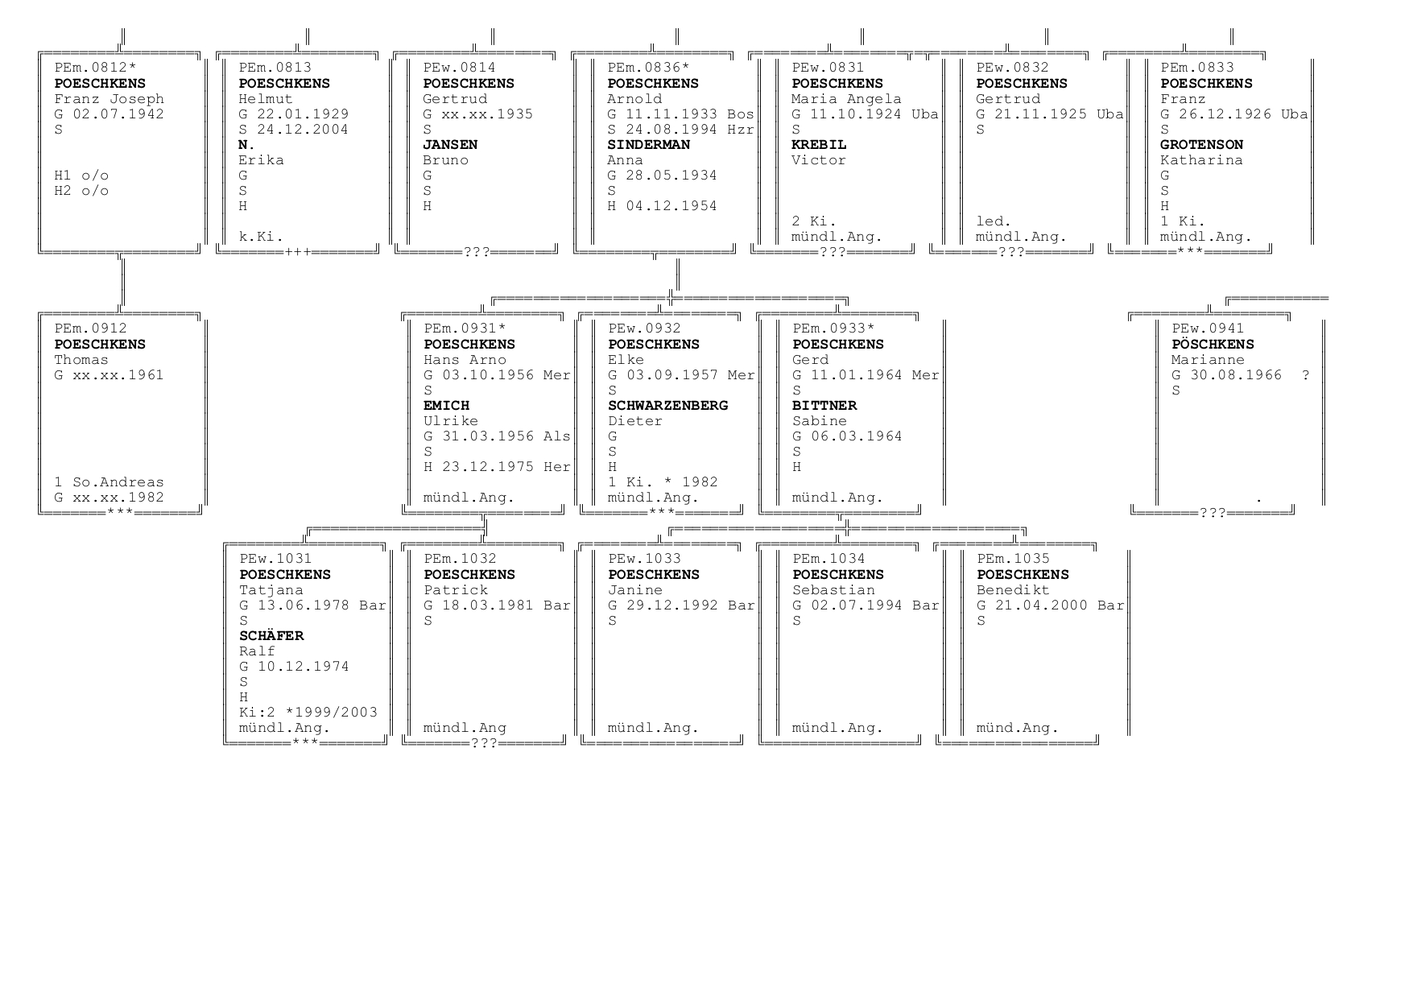 PEm.0812*
POESCHKENS
Franz Joseph
G 02.07.1942
S
H1 o/o
H2 o/o
PEm.0813
POESCHKENS
Helmut
G 22.01.1929
S 24.12.2004
N.
Erika
G
S
H
k.Ki.
+++
PEw.0814
POESCHKENS
Gertrud
G xx.xx.1935
S
JANSEN
Bruno
G
S
H
???
PEm.0836*
POESCHKENS
Arnold
G 11.11.1933 Bos
S 24.08.1994 Hzr
SINDERMAN
Anna
G 28.05.1934
S
H 04.12.1954
PEw.0831
POESCHKENS
Maria Angela
G 11.10.1924 Uba
S
KREBIL
Victor
2 Ki.
mündl.Ang.
???
PEw.0832
POESCHKENS
Gertrud
G 21.11.1925 Uba
S
led.
mündl.Ang.
???
PEm.0833
POESCHKENS
Franz
G 26.12.1926 Uba
S
GROTENSON
Katharina
G
S
H
1 Ki.
mündl.Ang.
***
PEm.0912
POESCHKENS
Thomas
G xx.xx.1961
1 So.Andreas
G xx.xx.1982
***
PEm.0931*
POESCHKENS
Hans Arno
G 03.10.1956 Mer
S
EMICH
Ulrike
G 31.03.1956 Als
S
H 23.12.1975 Her
mündl.Ang.
PEw.0932
POESCHKENS
Elke
G 03.09.1957 Mer
S
SCHWARZENBERG
Dieter
G
S
H
1 Ki. * 1982
mündl.Ang.
***
PEm.0933*
POESCHKENS
Gerd
G 11.01.1964 Mer
S
BITTNER
Sabine
G 06.03.1964
S
H
mündl.Ang.
PEw.0941
PÖSCHKENS
Marianne
G 30.08.1966 ?
S
.
???
PEw.1031
POESCHKENS
Tatjana
G 13.06.1978 Bar
S
SCHÄFER
Ralf
G 10.12.1974
S
H
Ki:2 *1999/2003
mündl.Ang.
***
PEm.1032
POESCHKENS
Patrick
G 18.03.1981 Bar
S
mündl.Ang
???
PEw.1033
POESCHKENS
Janine
G 29.12.1992 Bar
S
mündl.Ang.
PEm.1034
POESCHKENS
Sebastian
G 02.07.1994 Bar
S
mündl.Ang.
PEm.1035
POESCHKENS
Benedikt
G 21.04.2000 Bar
S
münd.Ang.